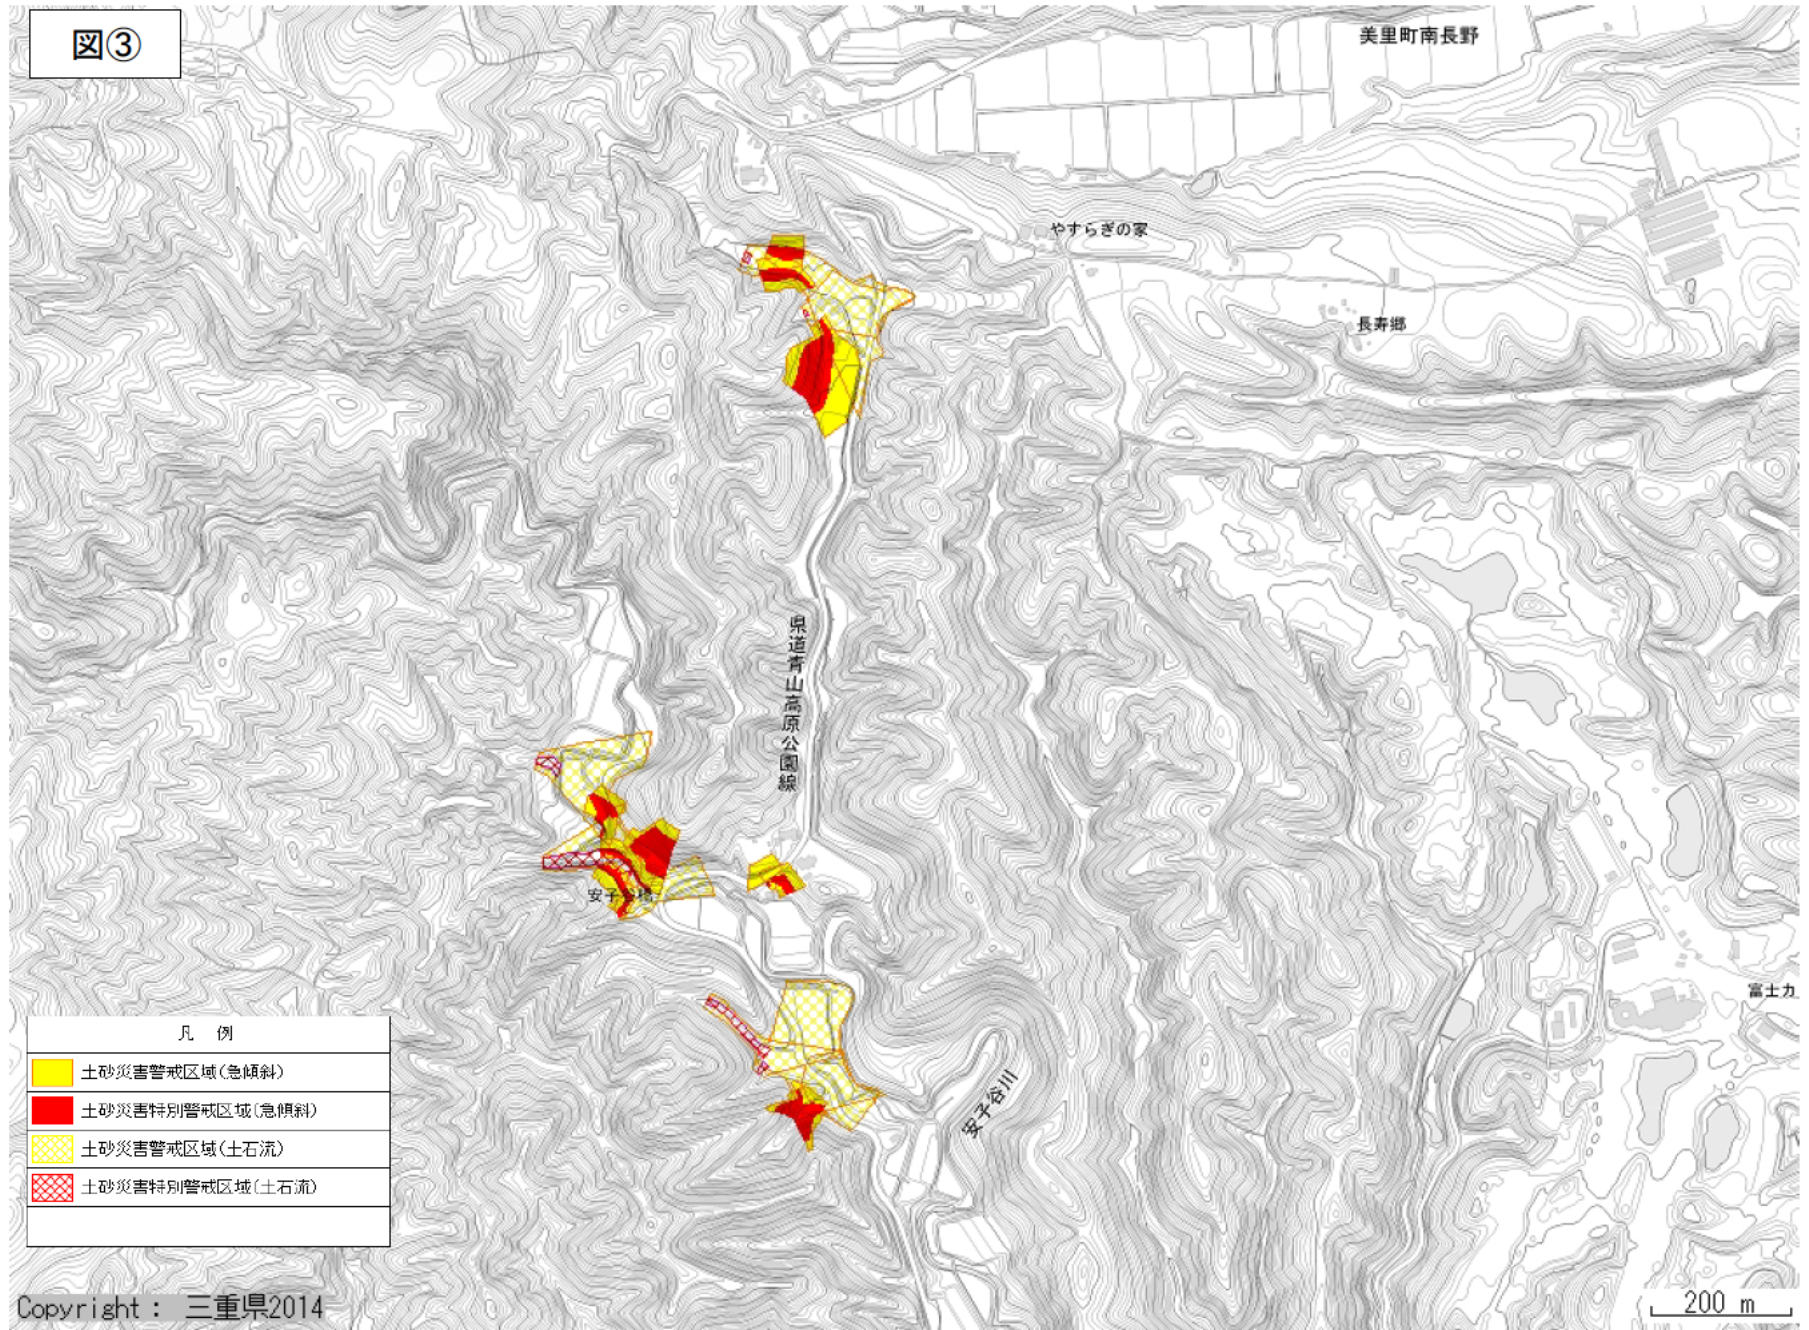 図③
美里町南長野
やすらぎの家
長寿郷
県道青山高原公園線
安子谷橋
富士カ
安子谷川
凡 例
土砂災害警戒区域(急傾斜)
土砂災害特別警戒区域(急傾斜)
土砂災害警戒区域(土石流)
土砂災害特別警戒区域(土石流)
Copyright : 三重県2014
200 m